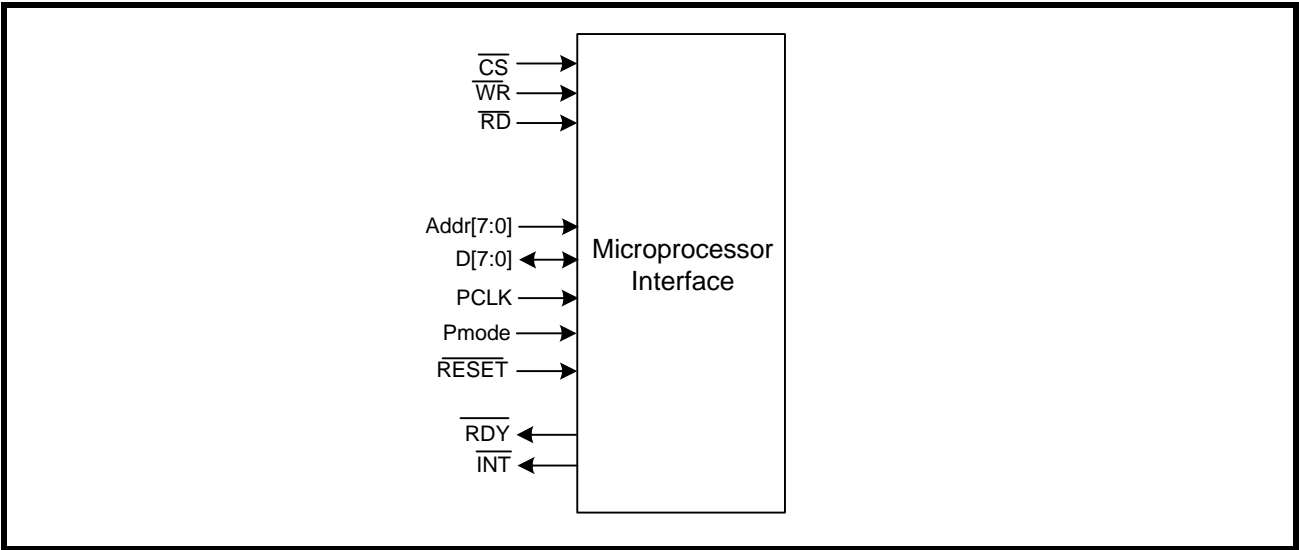 CS
WR
RD
Addr[7:0]
D[7:0]
PCLK
Pmode
RESET
RDY
INT
Microprocessor
Interface